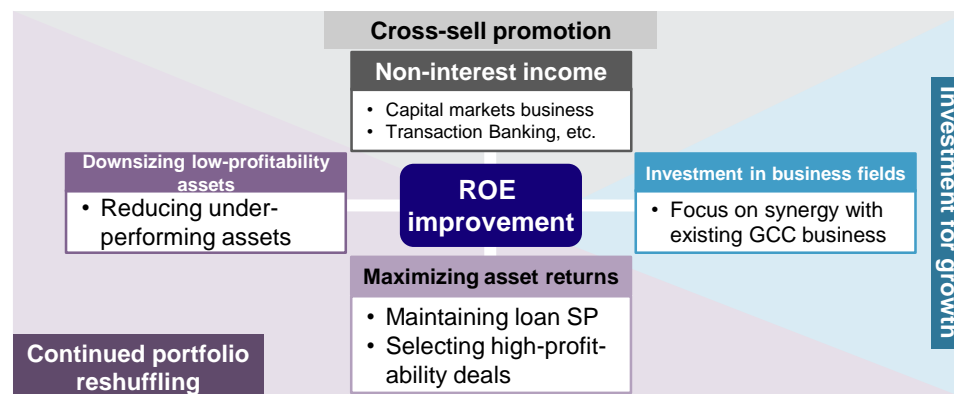 Cross-sell promotion
Non-interest income
• Capital markets business
• Transaction Banking, etc.
Downsizing low-profitability
assets
• Reducing under-
performing assets
ROE
improvement
Investment in business fields
• Focus on synergy with
existing GCC business
Investment for growth
Maximizing asset returns
• Maintaining loan SP
• Selecting high-profit-
ability deals
Continued portfolio
reshuffling